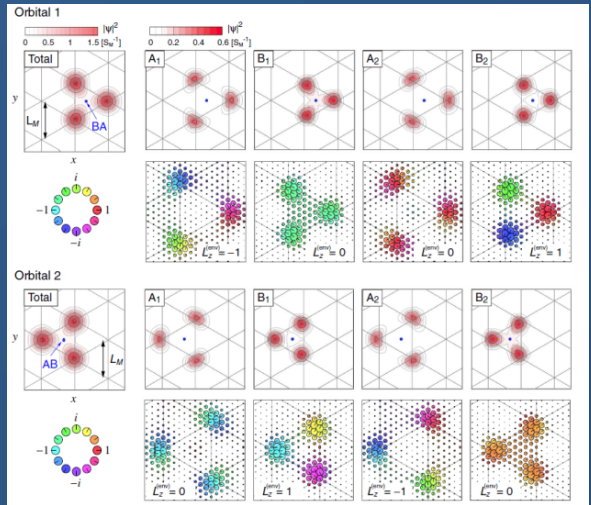 Orbital 1
|Ψ|²
0 0.5 1 1.5 [S_M⁻¹]
|Ψ|²
0 0.2 0.4 0.6 [S_M⁻¹]
Total
A₁
B₁
A₂
B₂
y
L_M
BA
x
i
−1
1
−i
L_z^(env) = −1
L_z^(env) = 0
L_z^(env) = 0
L_z^(env) = 1
Orbital 2
Total
A₁
B₁
A₂
B₂
y
AB
L_M
x
i
−1
1
−i
L_z^(env) = 0
L_z^(env) = 1
L_z^(env) = −1
L_z^(env) = 0